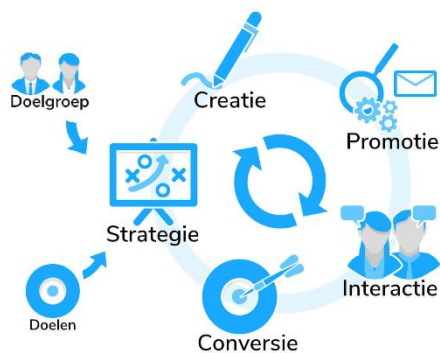 Doelgroep
Creatie
Promotie
Strategie
Interactie
Doelen
Conversie